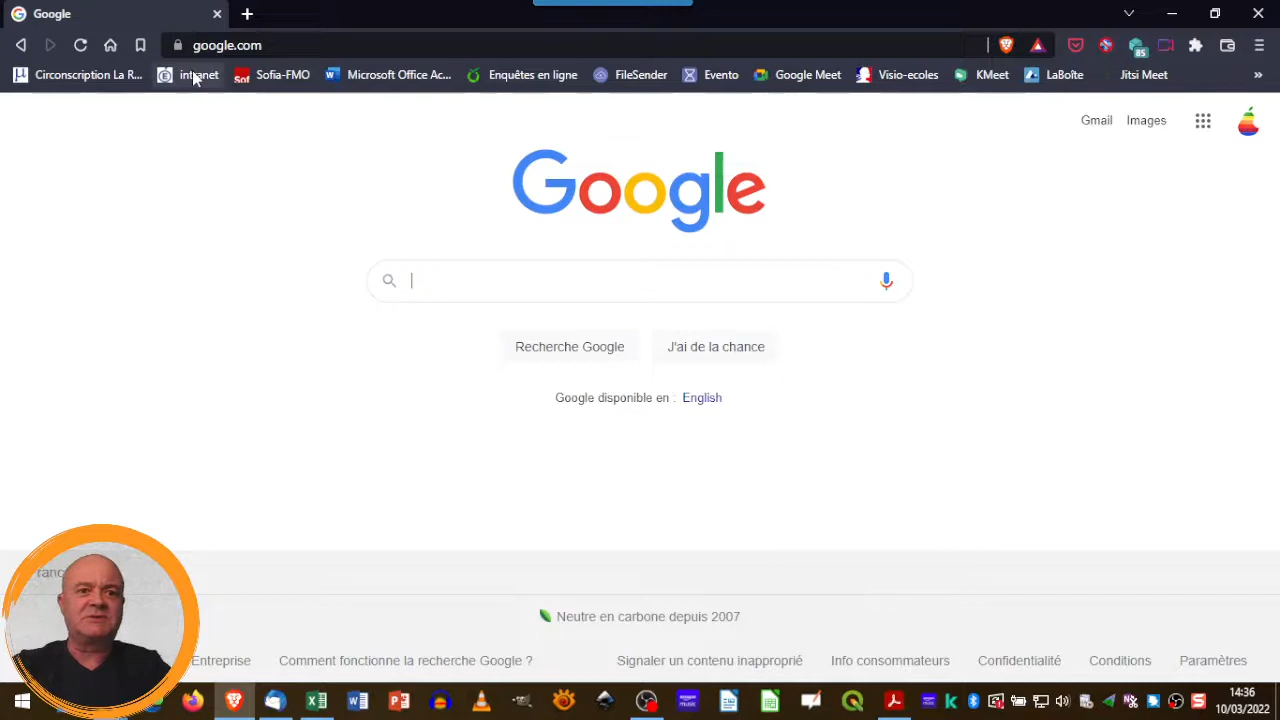 Google
google.com
Circonscription La R... intranet Sofia-FMO Microsoft Office Ac... Enquêtes en ligne FileSender Evento Google Meet Visio-ecoles KMeet LaBoîte Jitsi Meet »
85
Gmail Images
Google
Recherche Google J'ai de la chance
Google disponible en : English
Neutre en carbone depuis 2007
Entreprise Comment fonctionne la recherche Google ? Signaler un contenu inapproprié Info consommateurs Confidentialité Conditions Paramètres
14:36
10/03/2022